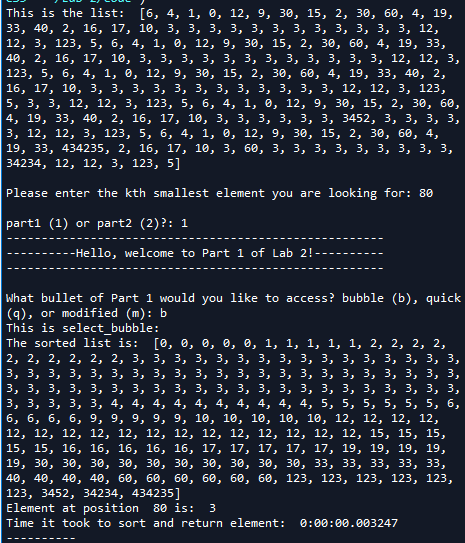 This is the list:  [6, 4, 1, 0, 12, 9, 30, 15, 2, 30, 60, 4, 19,
33, 40, 2, 16, 17, 10, 3, 3, 3, 3, 3, 3, 3, 3, 3, 3, 3, 3, 3, 12,
12, 3, 123, 5, 6, 4, 1, 0, 12, 9, 30, 15, 2, 30, 60, 4, 19, 33,
40, 2, 16, 17, 10, 3, 3, 3, 3, 3, 3, 3, 3, 3, 3, 3, 3, 12, 12, 3,
123, 5, 6, 4, 1, 0, 12, 9, 30, 15, 2, 30, 60, 4, 19, 33, 40, 2,
16, 17, 10, 3, 3, 3, 3, 3, 3, 3, 3, 3, 3, 3, 3, 12, 12, 3, 123,
5, 3, 3, 12, 12, 3, 123, 5, 6, 4, 1, 0, 12, 9, 30, 15, 2, 30, 60,
4, 19, 33, 40, 2, 16, 17, 10, 3, 3, 3, 3, 3, 3, 3452, 3, 3, 3, 3,
3, 12, 12, 3, 123, 5, 6, 4, 1, 0, 12, 9, 30, 15, 2, 30, 60, 4,
19, 33, 434235, 2, 16, 17, 10, 3, 60, 3, 3, 3, 3, 3, 3, 3, 3, 3,
34234, 12, 12, 3, 123, 5]
Please enter the kth smallest element you are looking for: 80
part1 (1) or part2 (2)?: 1
------------------------------------------------------
----------Hello, welcome to Part 1 of Lab 2!----------
------------------------------------------------------
What bullet of Part 1 would you like to access? bubble (b), quick
(q), or modified (m): b
This is select_bubble:
The sorted list is:  [0, 0, 0, 0, 0, 1, 1, 1, 1, 1, 2, 2, 2, 2,
2, 2, 2, 2, 2, 2, 3, 3, 3, 3, 3, 3, 3, 3, 3, 3, 3, 3, 3, 3, 3, 3,
3, 3, 3, 3, 3, 3, 3, 3, 3, 3, 3, 3, 3, 3, 3, 3, 3, 3, 3, 3, 3, 3,
3, 3, 3, 3, 3, 3, 3, 3, 3, 3, 3, 3, 3, 3, 3, 3, 3, 3, 3, 3, 3, 3,
3, 3, 3, 3, 3, 4, 4, 4, 4, 4, 4, 4, 4, 4, 4, 5, 5, 5, 5, 5, 5, 6,
6, 6, 6, 6, 9, 9, 9, 9, 9, 10, 10, 10, 10, 10, 12, 12, 12, 12,
12, 12, 12, 12, 12, 12, 12, 12, 12, 12, 12, 12, 12, 15, 15, 15,
15, 15, 16, 16, 16, 16, 16, 17, 17, 17, 17, 17, 19, 19, 19, 19,
19, 30, 30, 30, 30, 30, 30, 30, 30, 30, 30, 33, 33, 33, 33, 33,
40, 40, 40, 40, 60, 60, 60, 60, 60, 60, 123, 123, 123, 123, 123,
123, 3452, 34234, 434235]
Element at position  80 is:  3
Time it took to sort and return element:  0:00:00.003247
----------